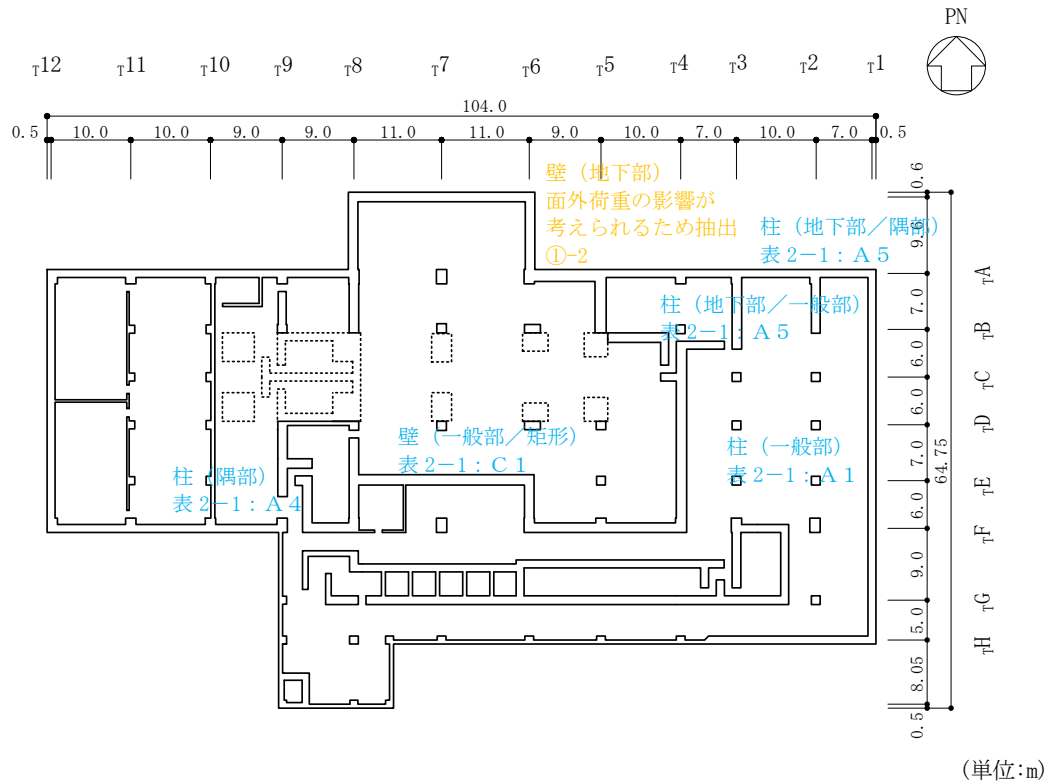 PN
T12 T11 T10 T9 T8 T7 T6 T5 T4 T3 T2 T1
104.0
0.5 10.0 10.0 9.0 9.0 11.0 11.0 9.0 10.0 7.0 10.0 7.0 0.5
壁（地下部）
面外荷重の影響が
考えられるため抽出
①-2
柱（地下部／隅部）
表2-1：A5
柱（地下部／一般部）
表2-1：A5
壁（一般部／矩形）
表2-1：C1
柱（一般部）
表2-1：A1
柱（隅部）
表2-1：A4
0.6
9.6
7.0
6.0
6.0
7.0
6.0
9.0
5.0
8.05
0.5
64.75
TA
TB
TC
TD
TE
TF
TG
TH
(単位:m)